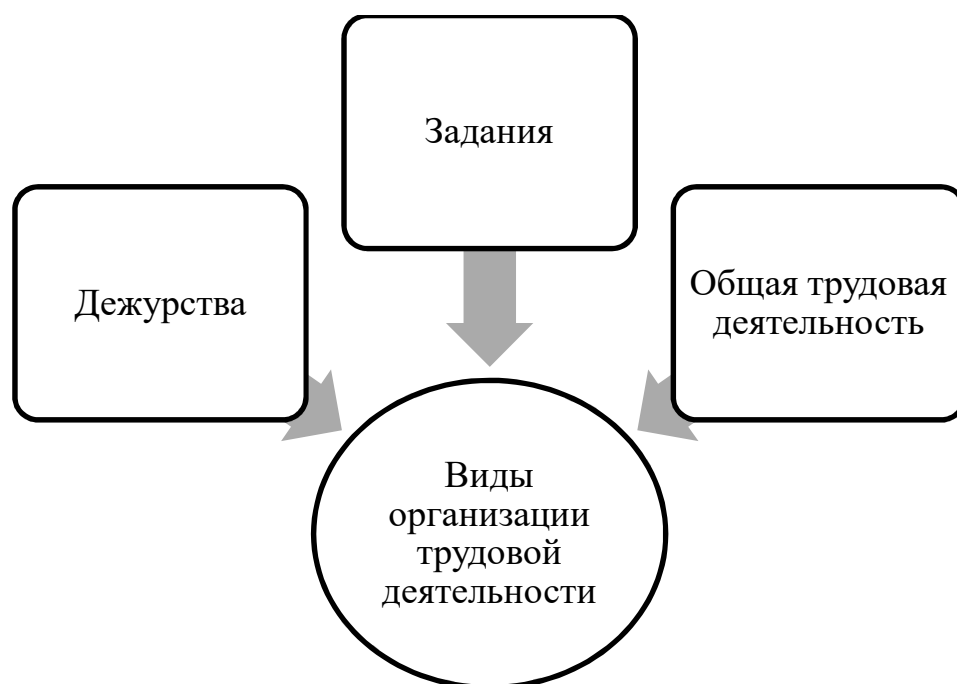 Задания
Дежурства
Общая трудовая
деятельность
Виды
организации
трудовой
деятельности